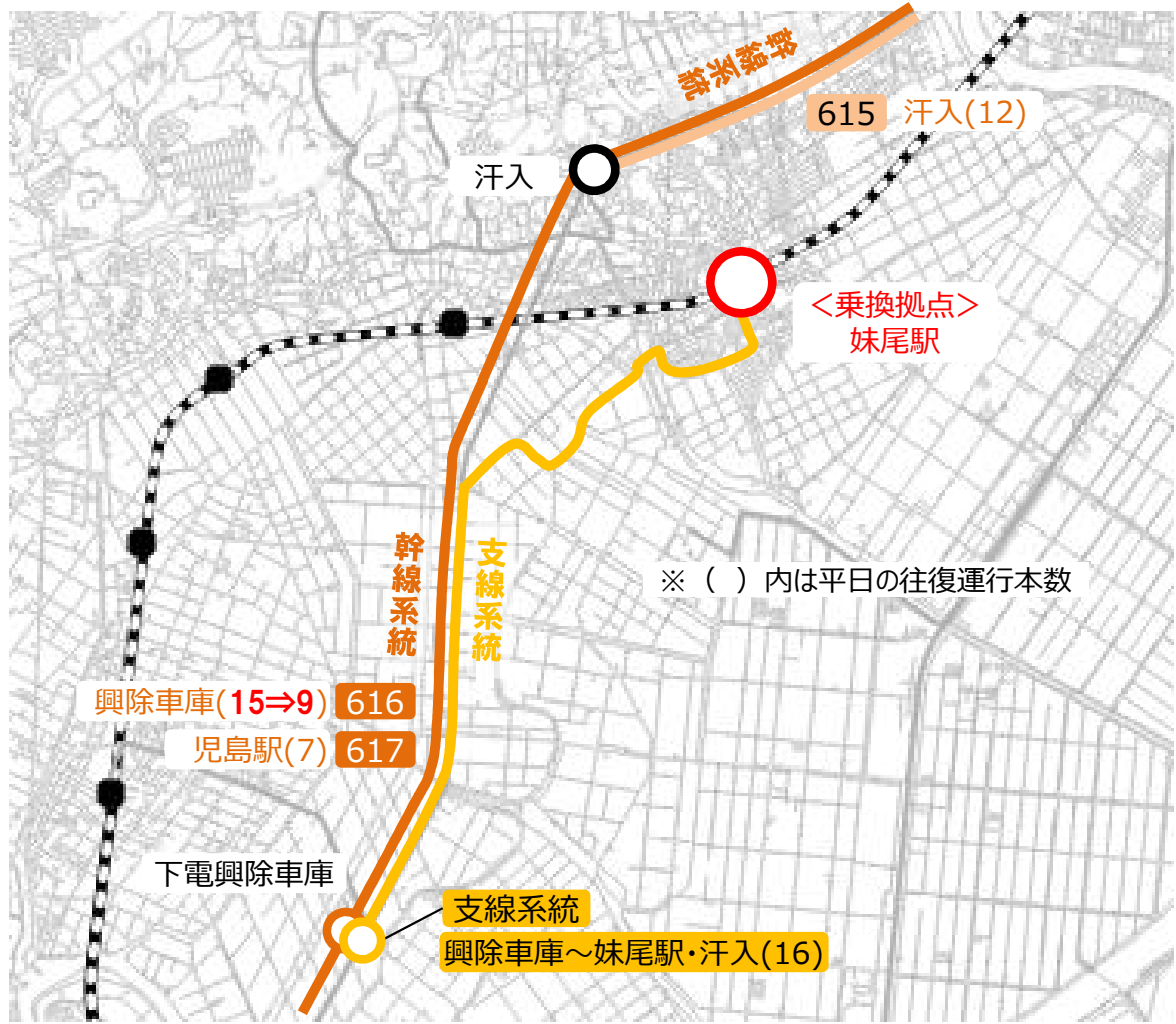 幹線系統
615 汗入(12)
汗入
<乗換拠点>
妹尾駅
幹線系統
支線系統
※（ ）内は平日の往復運行本数
興除車庫(15⇒9) 616
児島駅(7) 617
下電興除車庫
支線系統
興除車庫～妹尾駅・汗入(16)